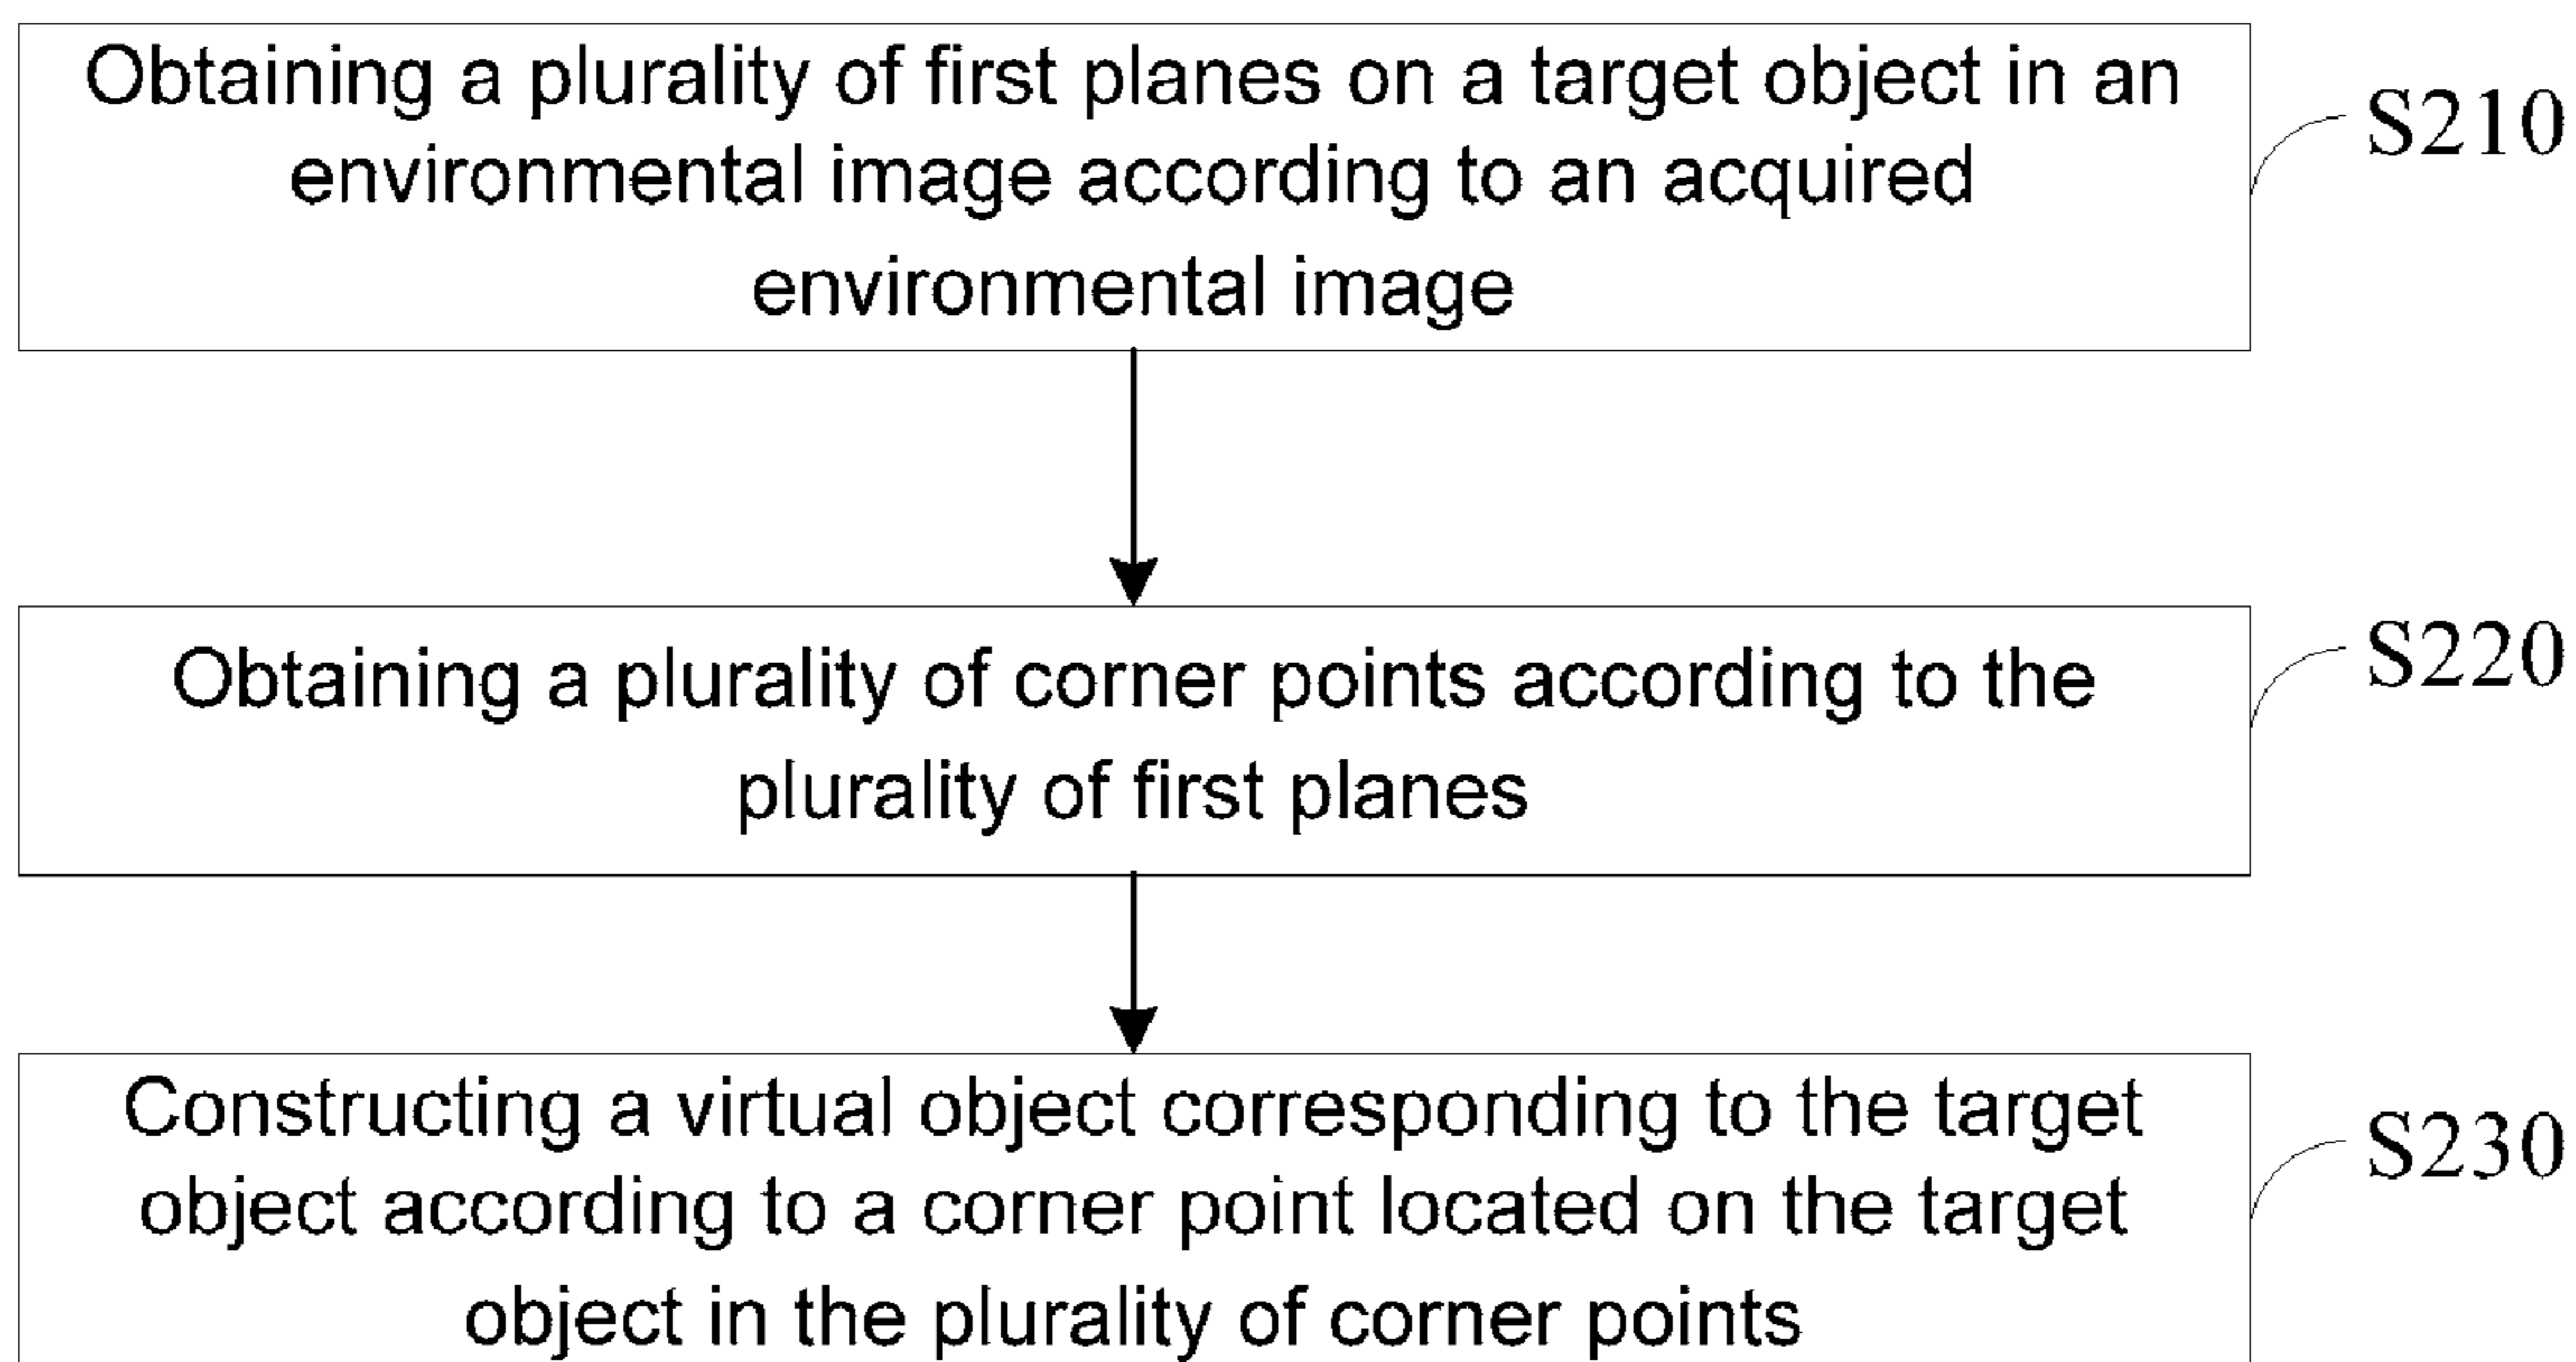 Obtaining a plurality of first planes on a target object in an
environmental image according to an acquired
environmental image
S210
Obtaining a plurality of corner points according to the
plurality of first planes
S220
Constructing a virtual object corresponding to the target
object according to a corner point located on the target
object in the plurality of corner points
S230